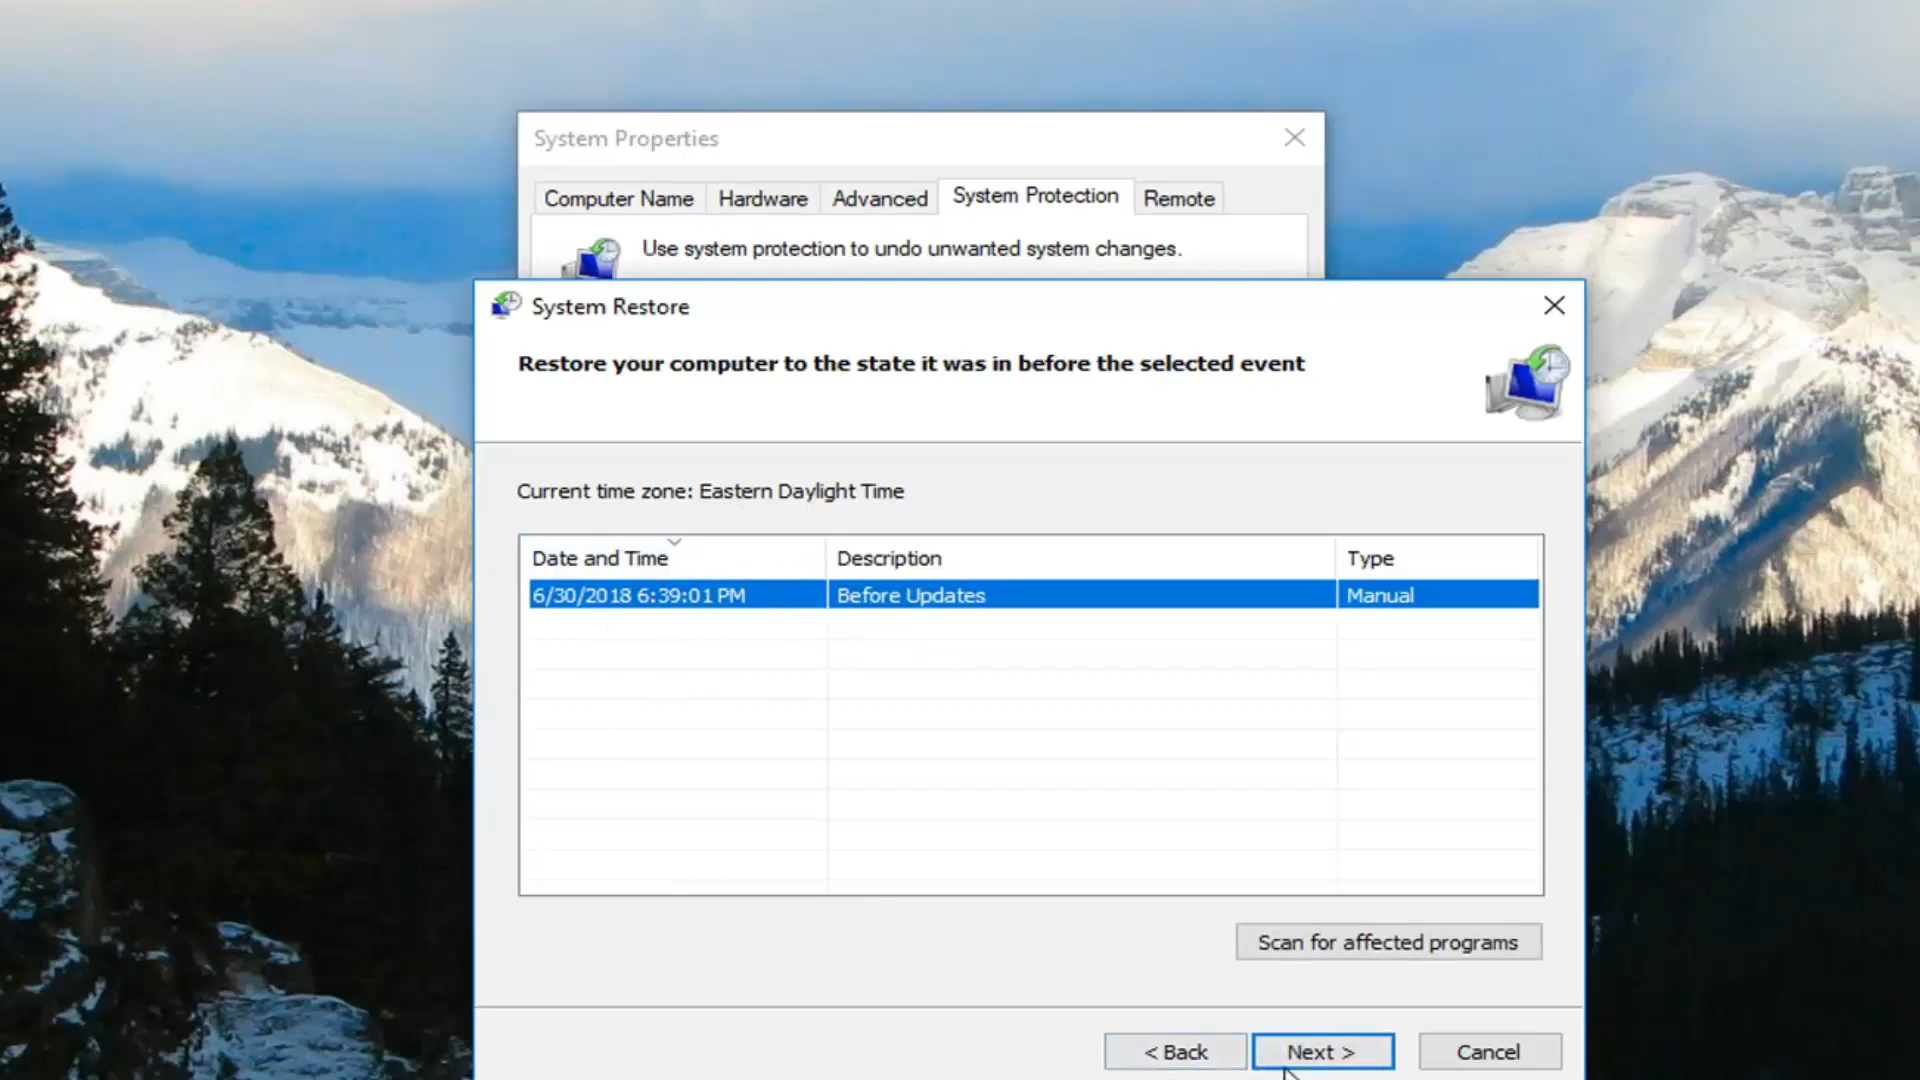 System Properties
Computer Name Hardware Advanced System Protection Remote
Use system protection to undo unwanted system changes.
System Restore
Restore your computer to the state it was in before the selected event
Current time zone: Eastern Daylight Time
Date and Time Description Type
6/30/2018 6:39:01 PM Before Updates Manual
Scan for affected programs
< Back Next > Cancel